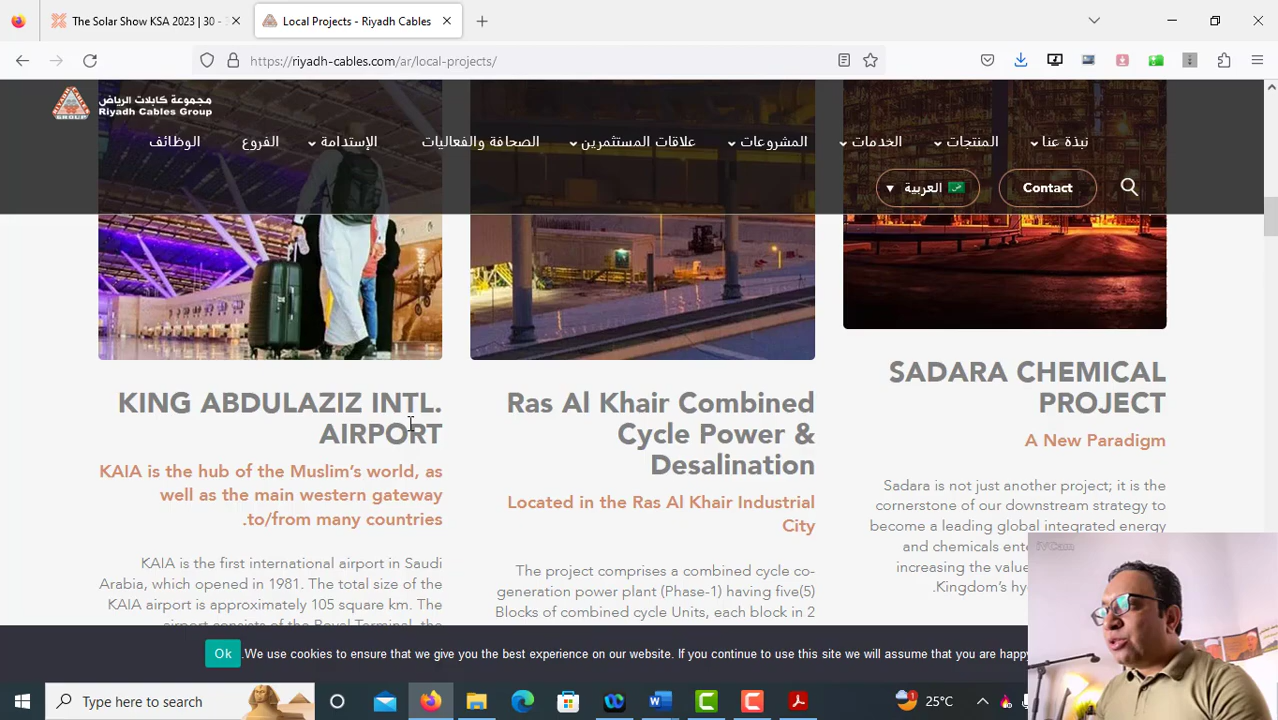 The Solar Show KSA 2023 | 30 -
Local Projects - Riyadh Cables
https://riyadh-cables.com/ar/local-projects/
مجموعة كابلات الرياض
Riyadh Cables Group
نبذة عنا
المنتجات
الخدمات
المشروعات
علاقات المستثمرين
الصحافة والفعاليات
الإستدامة
الفروع
الوظائف
العربية
Contact
KING ABDULAZIZ INTL.
AIRPORT
KAIA is the hub of the Muslim's world, as
well as the main western gateway
.to/from many countries
KAIA is the first international airport in Saudi
Arabia, which opened in 1981. The total size of the
KAIA airport is approximately 105 square km. The
airport consists of the Royal Terminal, the
Ras Al Khair Combined
Cycle Power &
Desalination
Located in the Ras Al Khair Industrial
City
The project comprises a combined cycle co-
generation power plant (Phase-1) having five(5)
Blocks of combined cycle Units, each block in 2
SADARA CHEMICAL
PROJECT
A New Paradigm
Sadara is not just another project; it is the
cornerstone of our downstream strategy to
become a leading global integrated energy
and chemicals
increasing the
.Kingdom's
iVCam
Ok
.We use cookies to ensure that we give you the best experience on our website. If you continue to use this site we will assume that you are
Type here to search
25°C